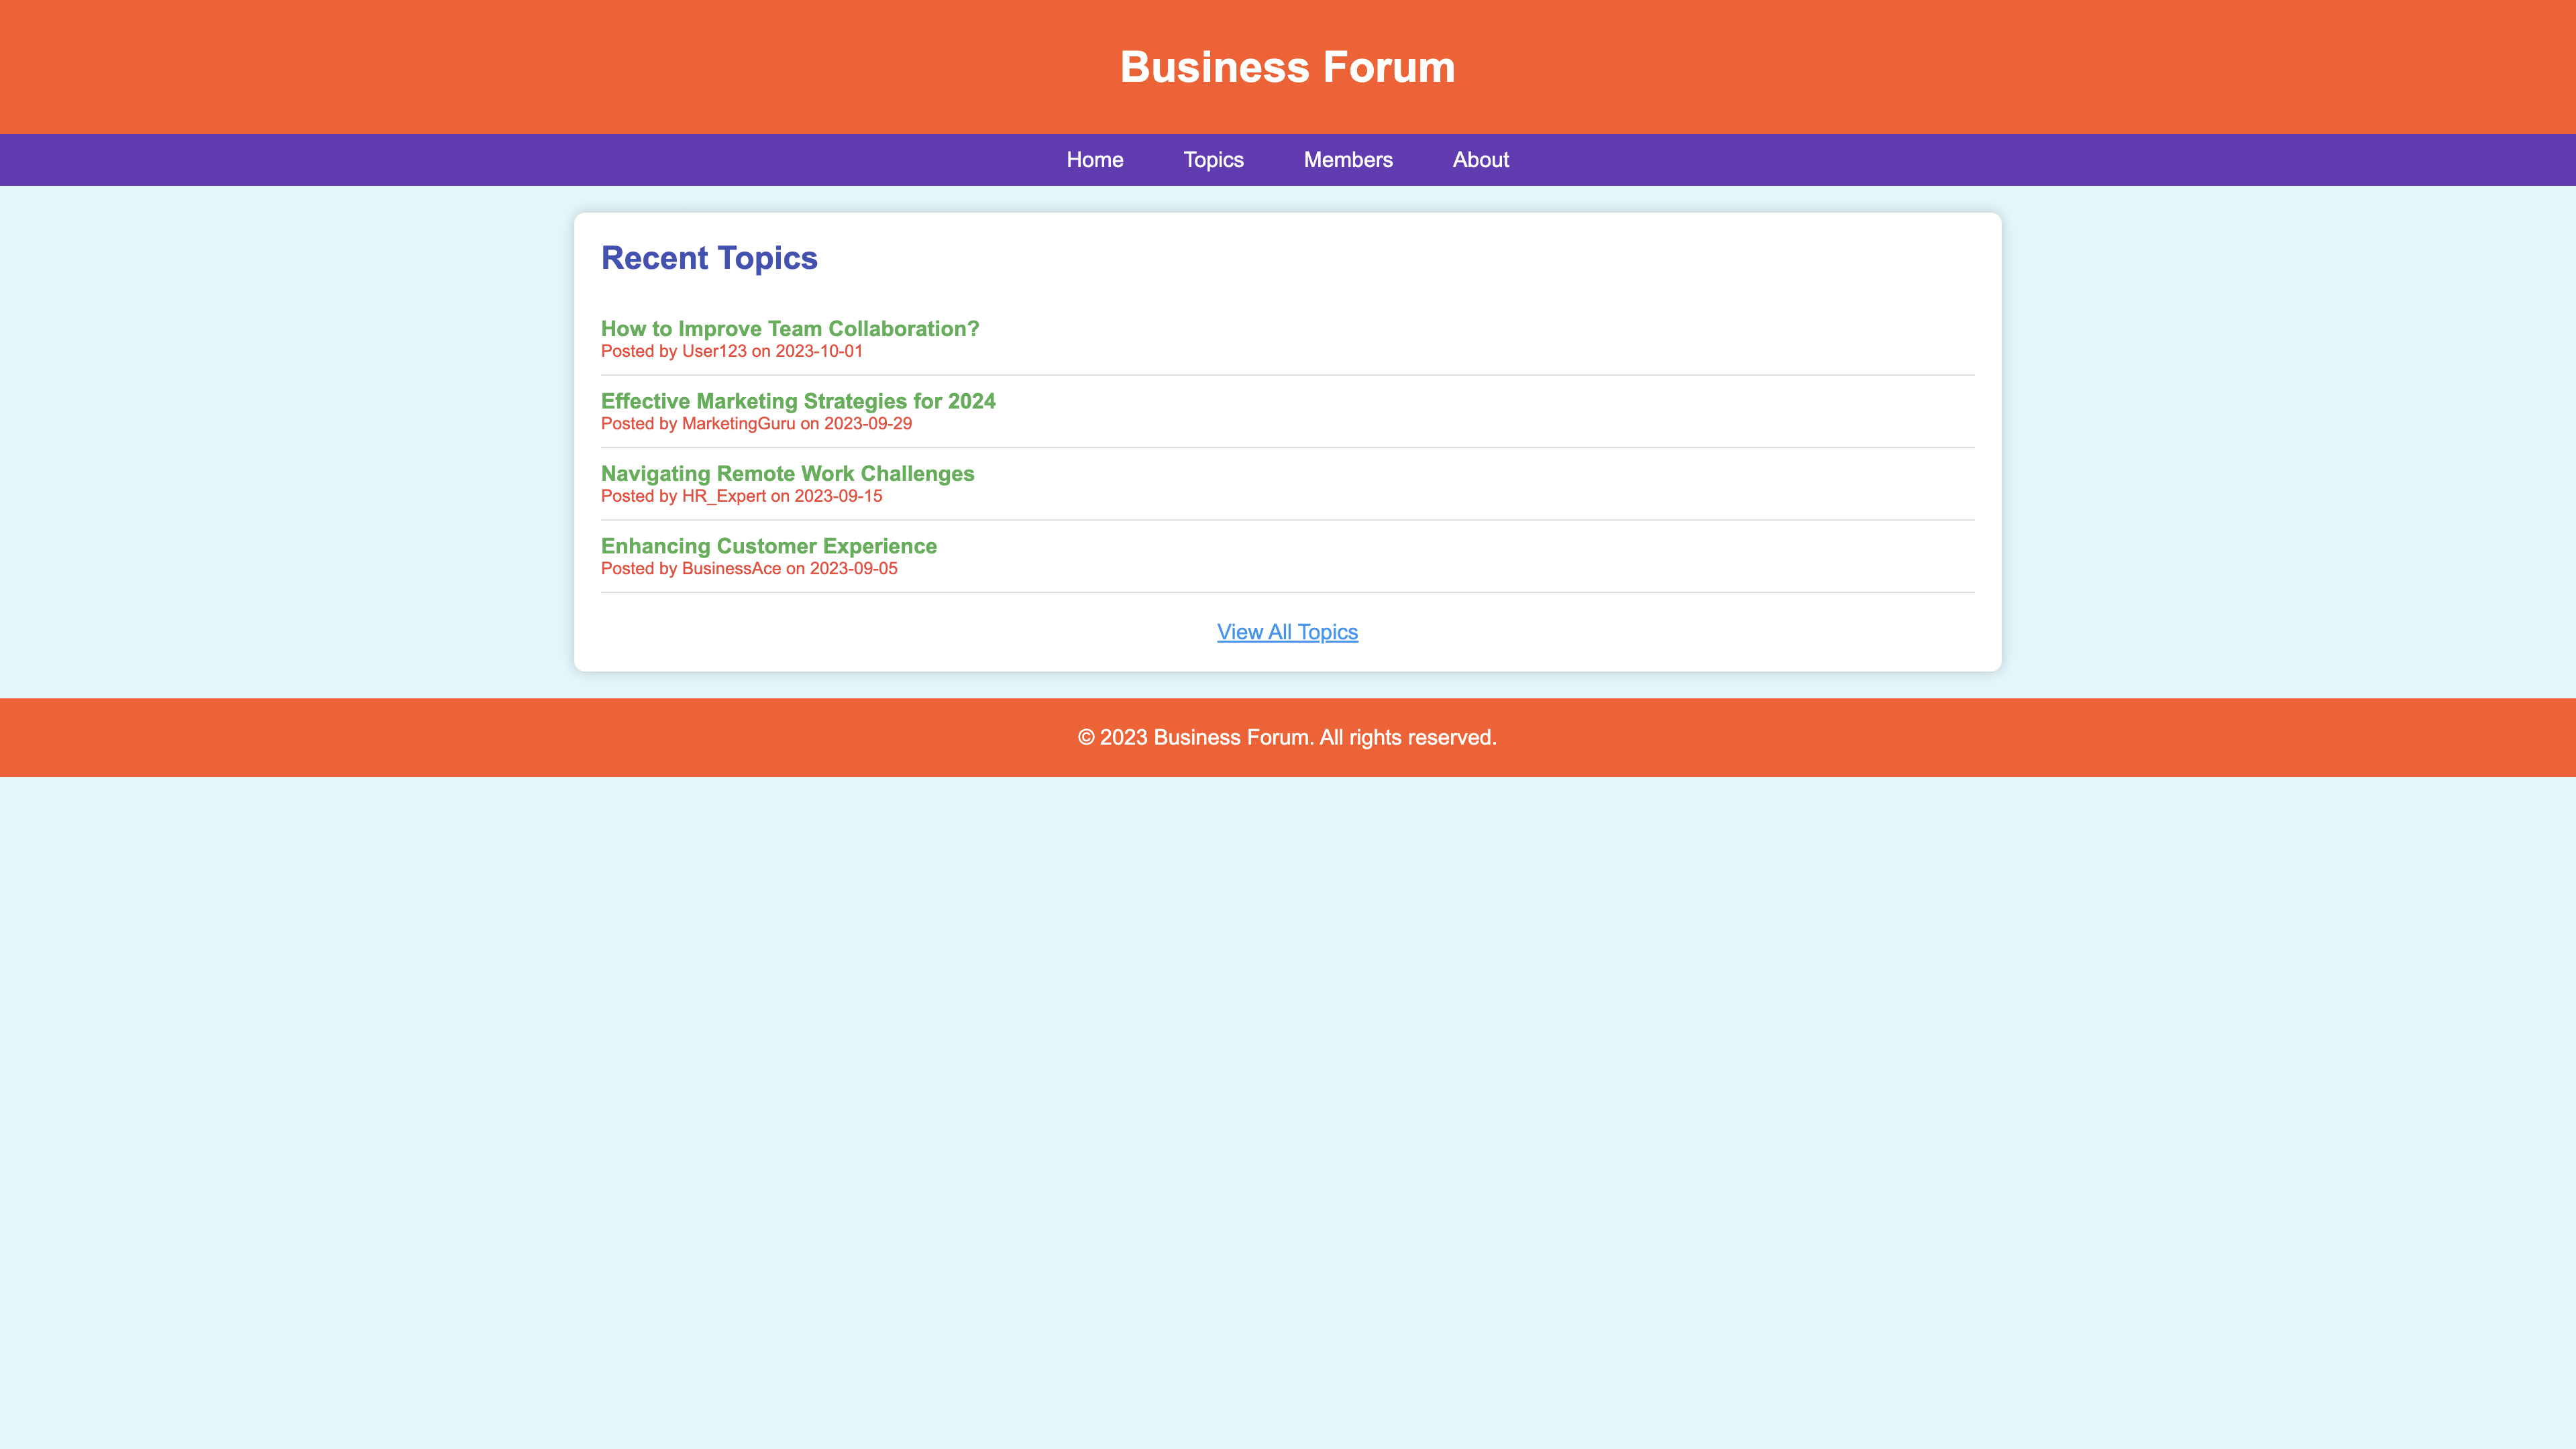 Business Forum
Home Topics Members About
Recent Topics
How to Improve Team Collaboration?
Posted by User123 on 2023-10-01
Effective Marketing Strategies for 2024
Posted by MarketingGuru on 2023-09-29
Navigating Remote Work Challenges
Posted by HR_Expert on 2023-09-15
Enhancing Customer Experience
Posted by BusinessAce on 2023-09-05
View All Topics
© 2023 Business Forum. All rights reserved.